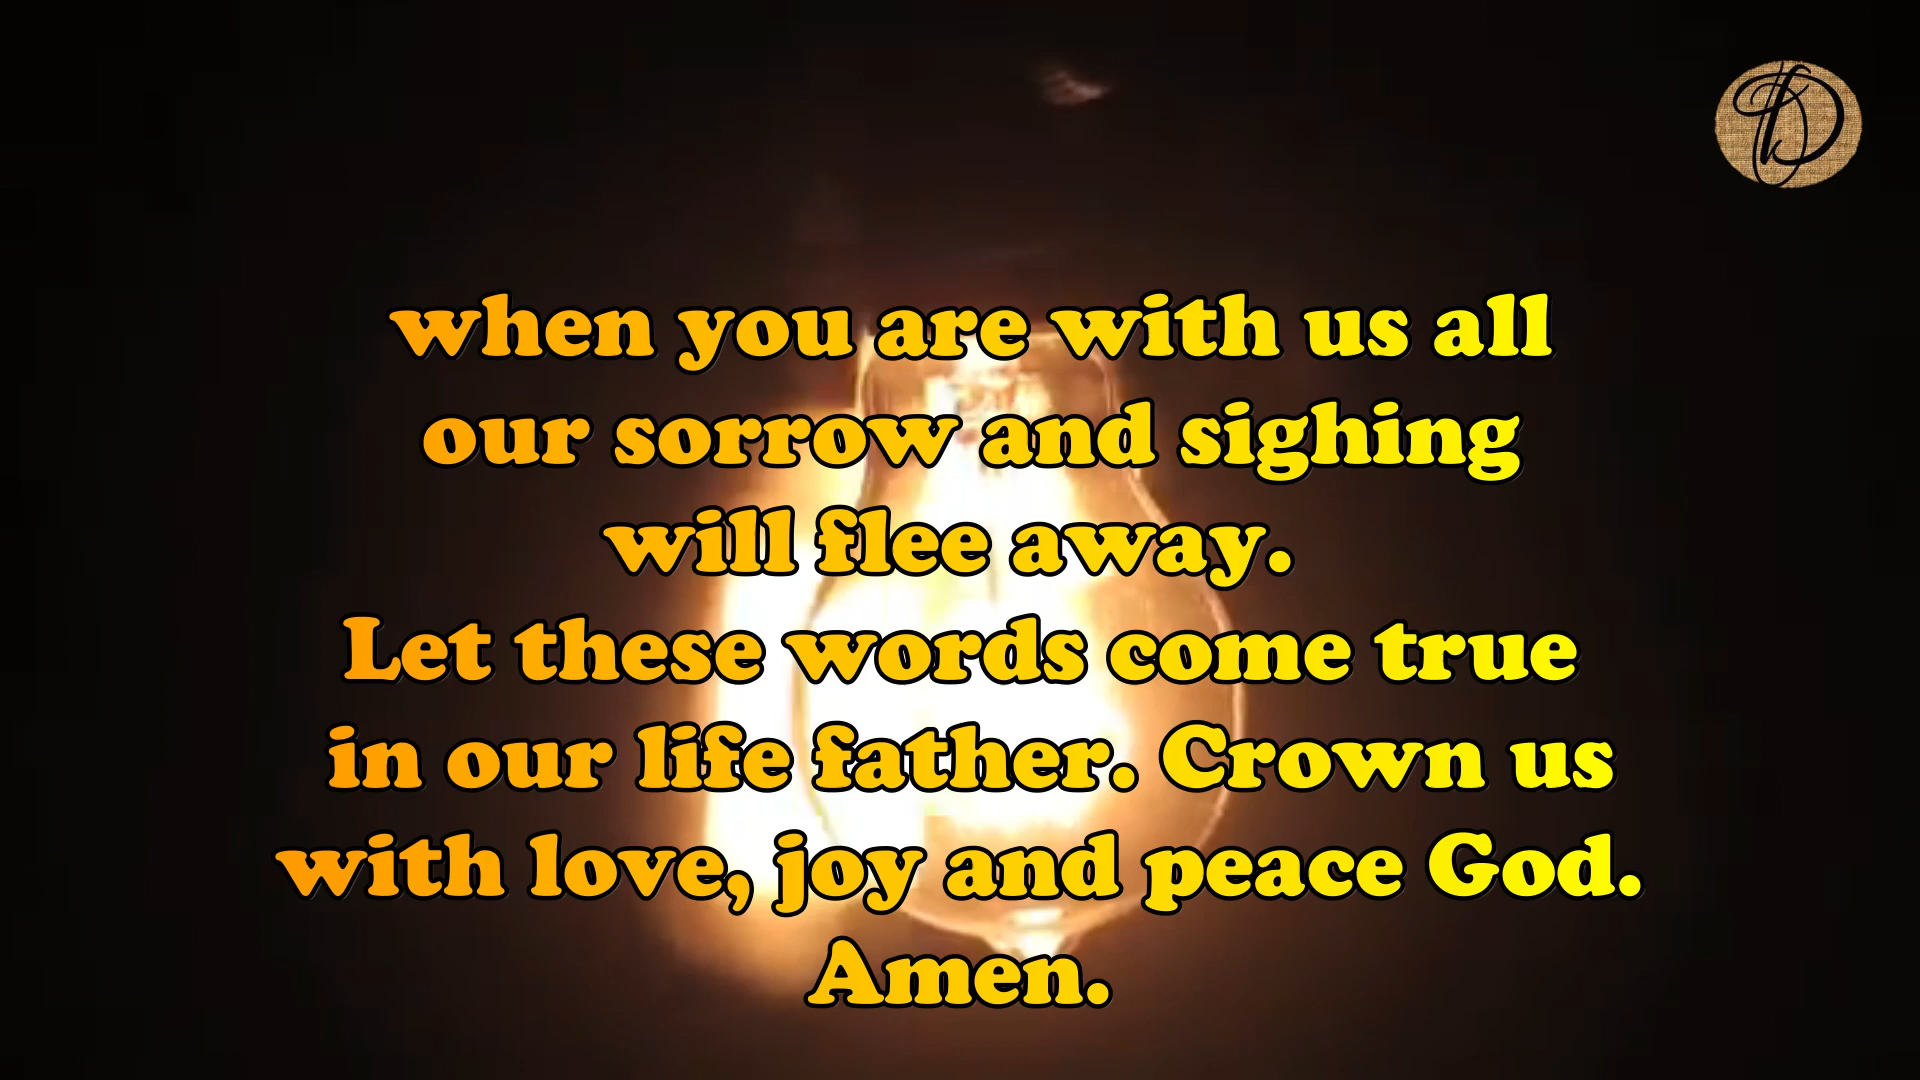 when you are with us all
our sorrow and sighing
will flee away.
Let these words come true
in our life father. Crown us
with love, joy and peace God.
Amen.